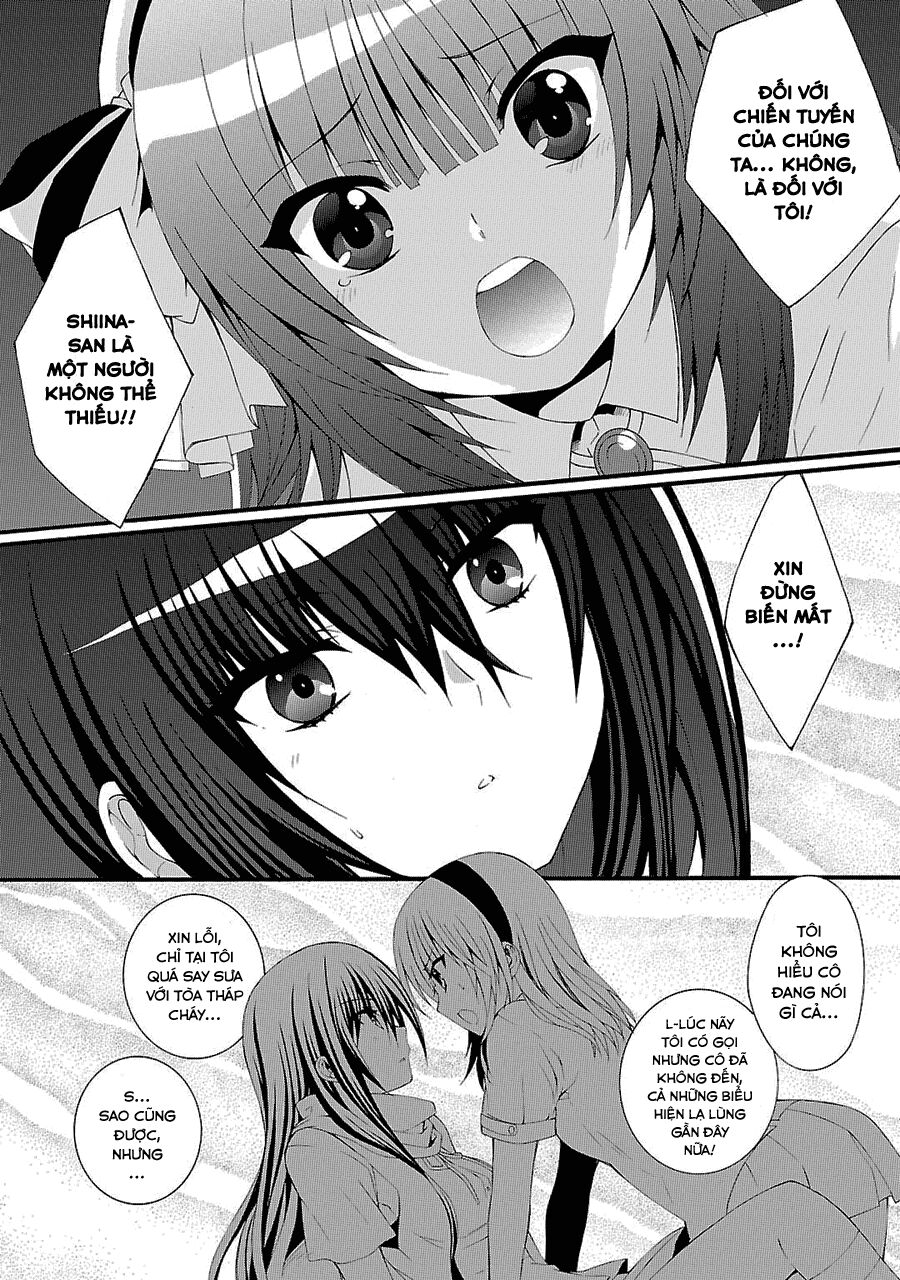 ĐỐI VỚI
CHIẾN TUYẾN
CỦA CHÚNG
TA... KHÔNG,
LÀ ĐỐI VỚI
TÔI!
SHIINA-
SAN LÀ
MỘT NGƯỜI
KHÔNG THỂ
THIẾU!!
XIN
ĐỪNG
BIẾN MẤT
...!
TÔI
KHÔNG
HIỂU CÔ
ĐANG NÓI
GÌ CẢ...
L-LÚC NÃY
TÔI CÓ GỌI
NHƯNG CÔ ĐÃ
KHÔNG ĐẾN,
CẢ NHỮNG BIỂU
HIỆN LẠ LÙNG
GẦN ĐÂY
NỮA!
XIN LỖI,
CHỈ TẠI TÔI
QUÁ SAY SƯA
VỚI TÒA THÁP
CHÁY...
S...
SAO CŨNG
ĐƯỢC,
NHƯNG
...